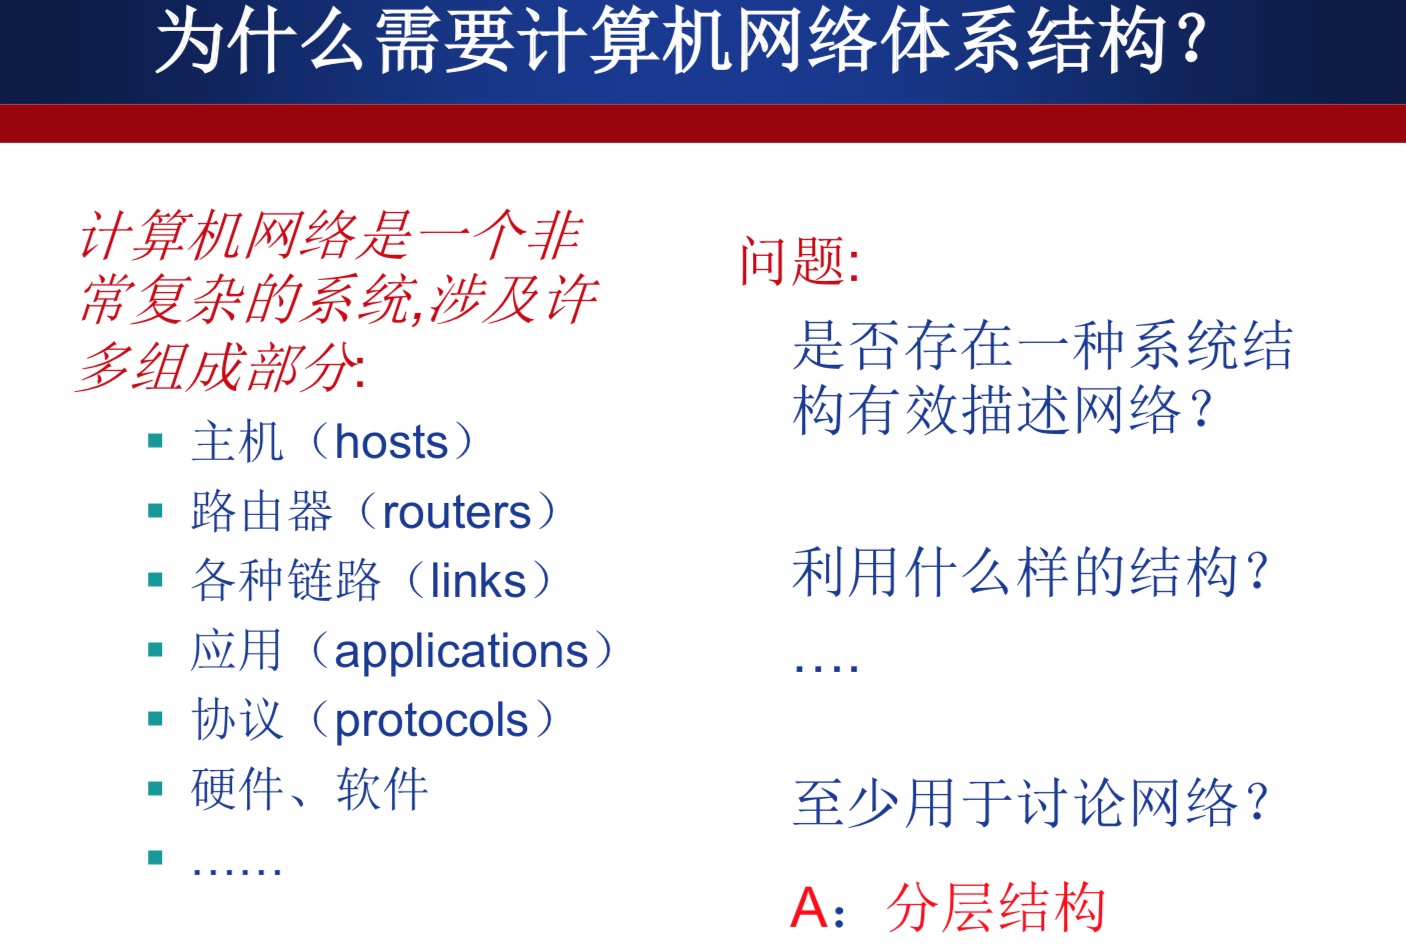 为什么需要计算机网络体系结构？
计算机网络是一个非
常复杂的系统,涉及许
多组成部分:
▪ 主机（hosts）
▪ 路由器（routers）
▪ 各种链路（links）
▪ 应用（applications）
▪ 协议（protocols）
▪ 硬件、软件
▪ ……
问题:
是否存在一种系统结
构有效描述网络？
利用什么样的结构？
….
至少用于讨论网络？
A：分层结构